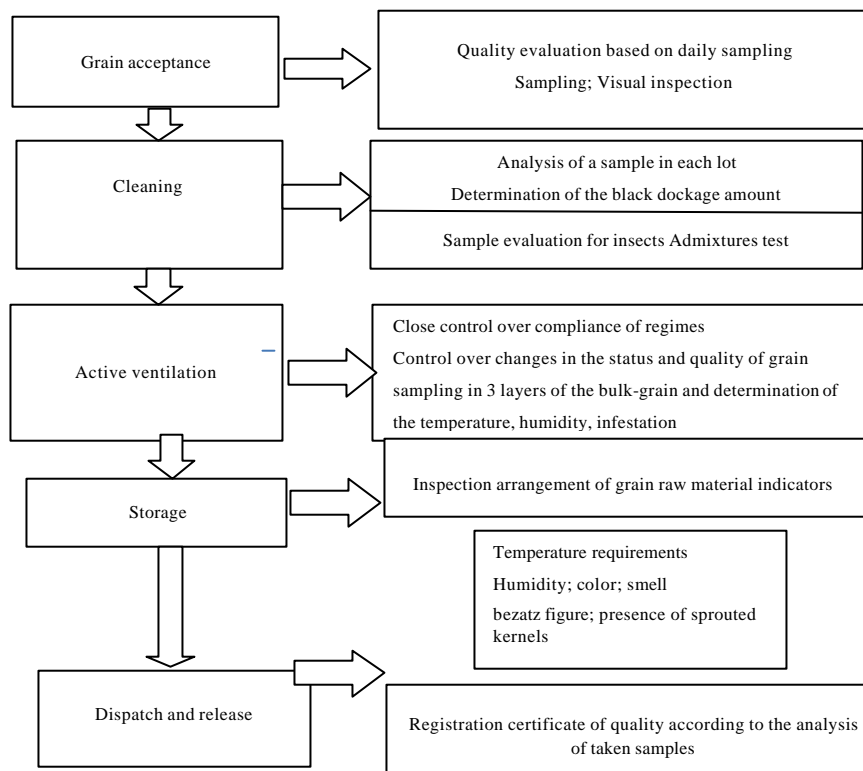 Grain acceptance
Quality evaluation based on daily sampling
Sampling; Visual inspection
Cleaning
Analysis of a sample in each lot
Determination of the black dockage amount
Sample evaluation for insects Admixtures test
Active ventilation
Close control over compliance of regimes
Control over changes in the status and quality of grain
sampling in 3 layers of the bulk-grain and determination of
the temperature, humidity, infestation
Storage
Inspection arrangement of grain raw material indicators
Temperature requirements
Humidity; color; smell
bezatz figure; presence of sprouted
kernels
Dispatch and release
Registration certificate of quality according to the analysis
of taken samples